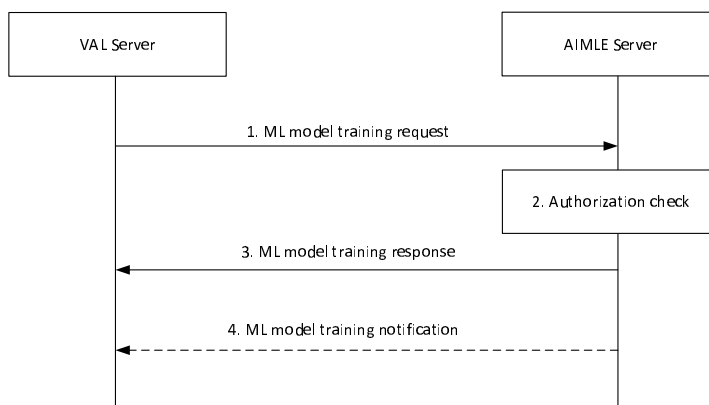 VAL Server
AIMLE Server
1. ML model training request
2. Authorization check
3. ML model training response
4. ML model training notification